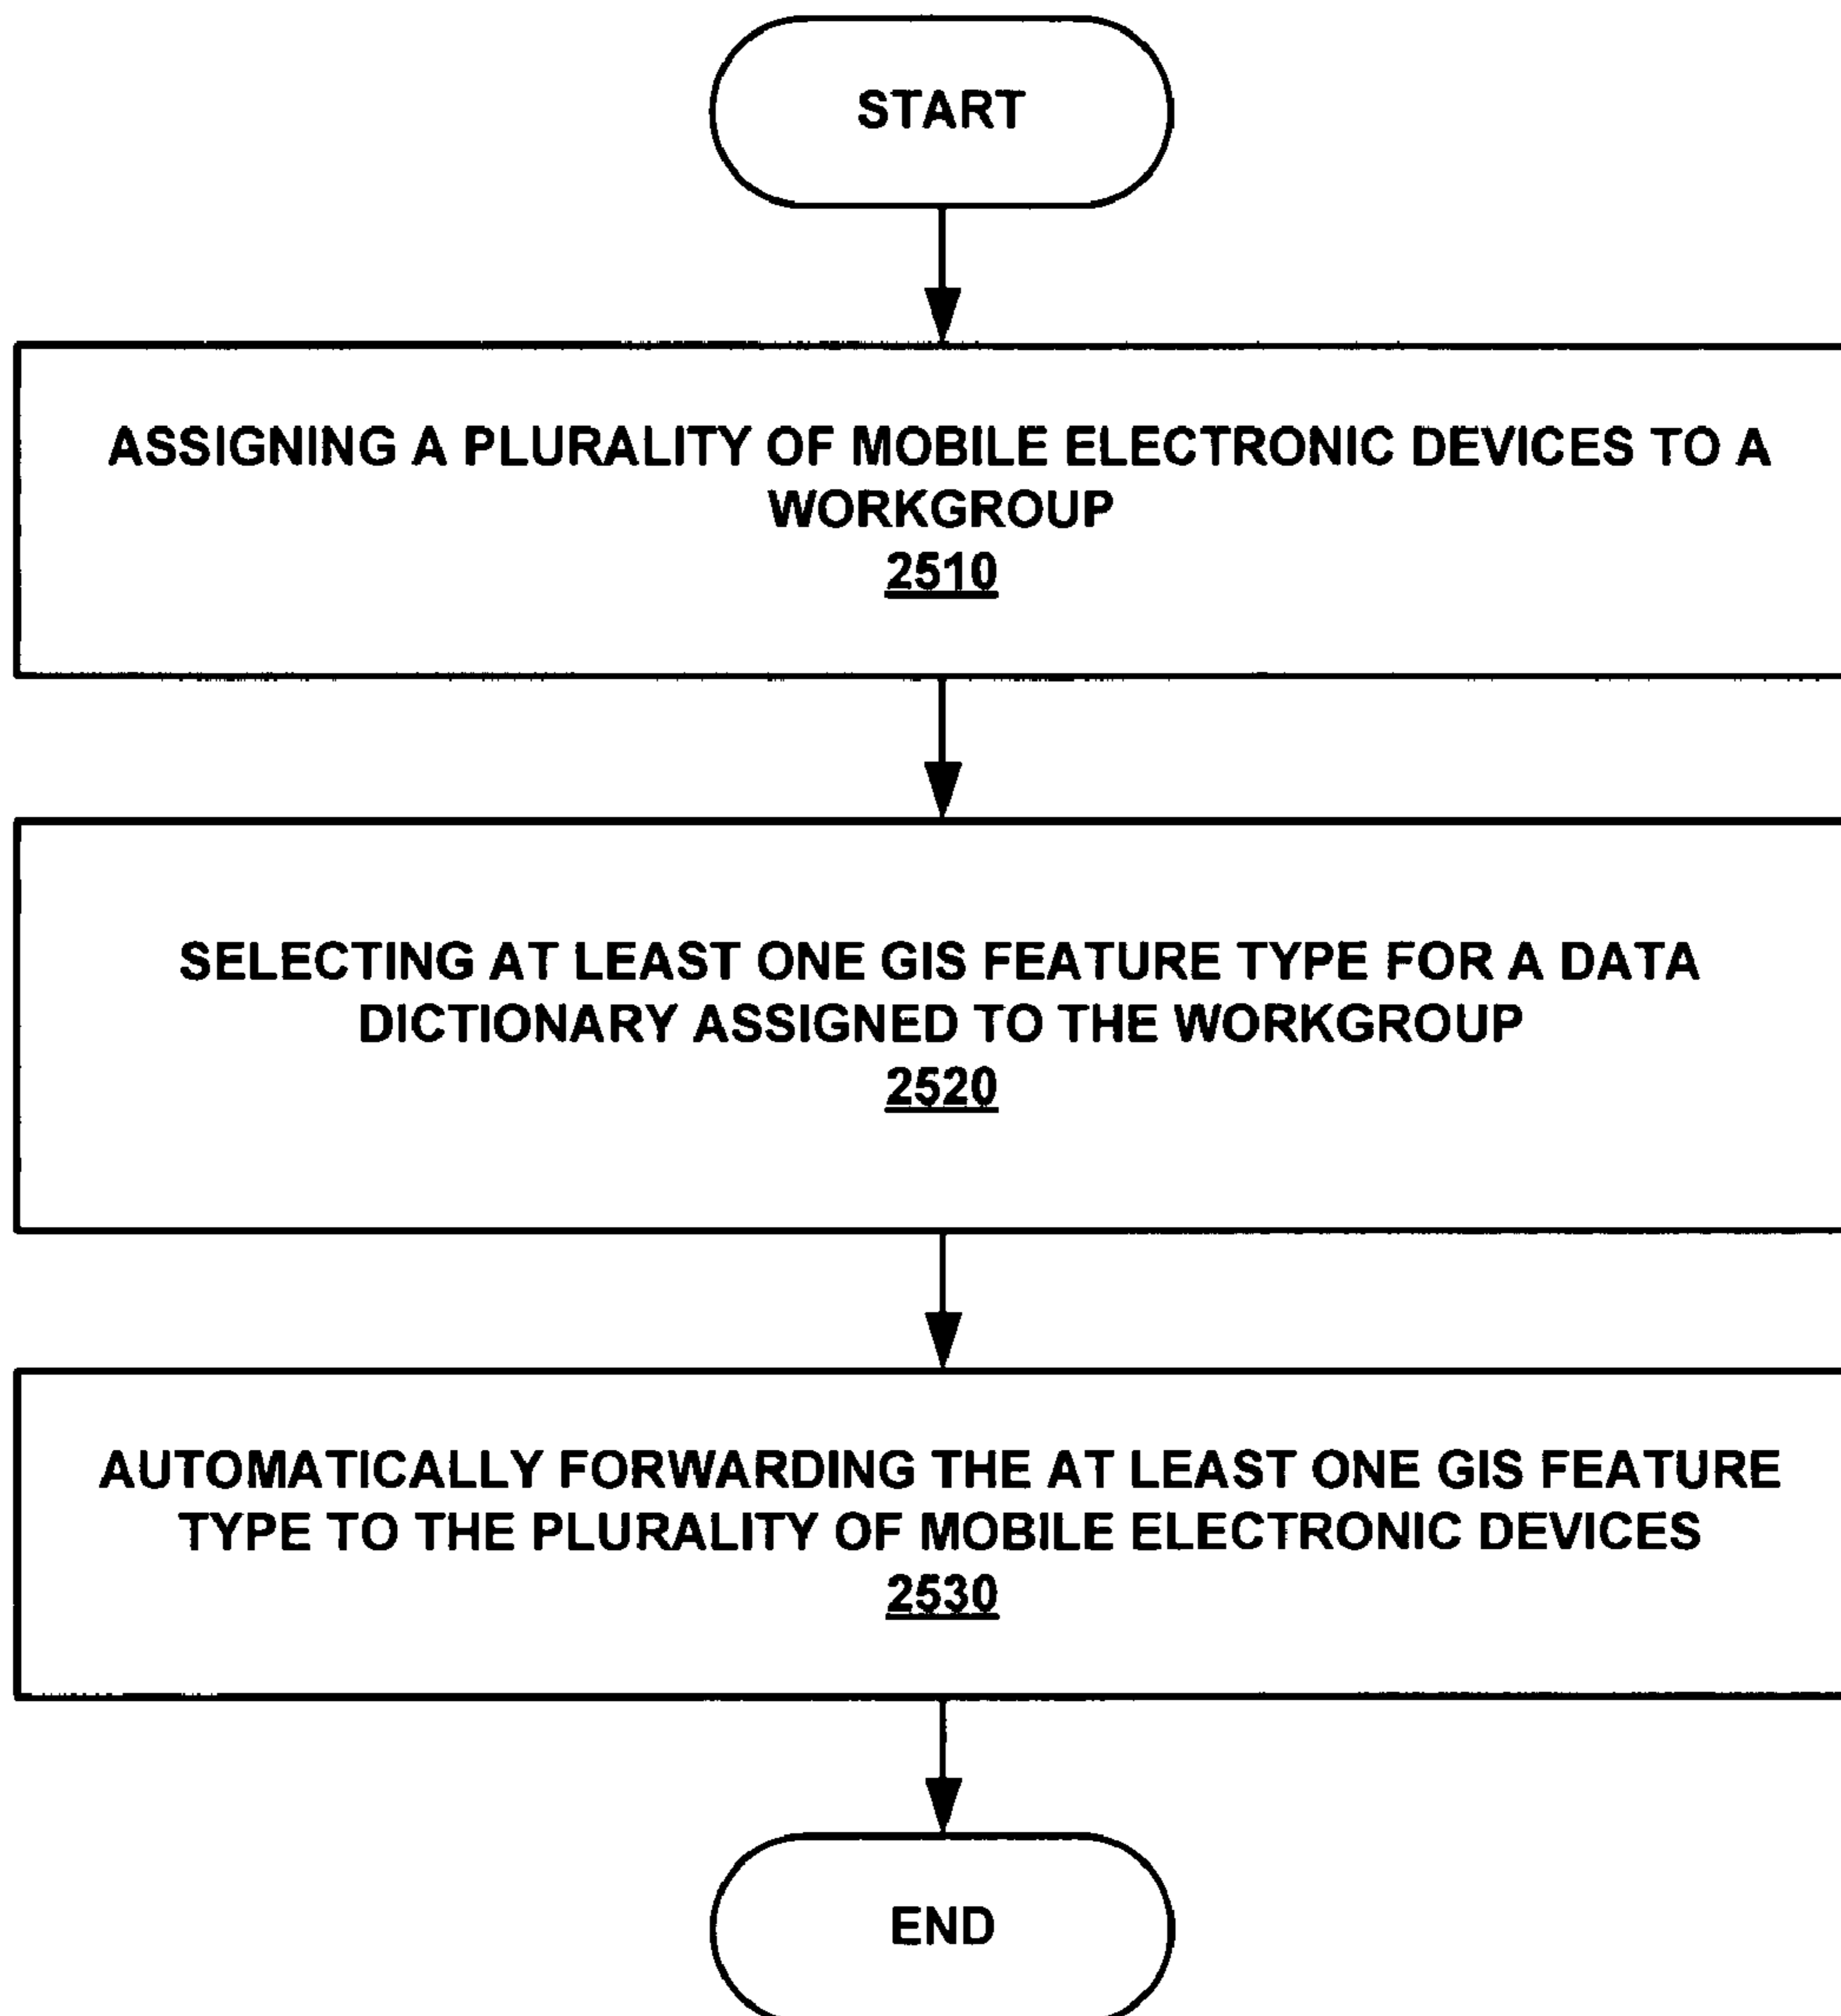 START
ASSIGNING A PLURALITY OF MOBILE ELECTRONIC DEVICES TO A
WORKGROUP
2510
SELECTING AT LEAST ONE GIS FEATURE TYPE FOR A DATA
DICTIONARY ASSIGNED TO THE WORKGROUP
2520
AUTOMATICALLY FORWARDING THE AT LEAST ONE GIS FEATURE
TYPE TO THE PLURALITY OF MOBILE ELECTRONIC DEVICES
2530
END